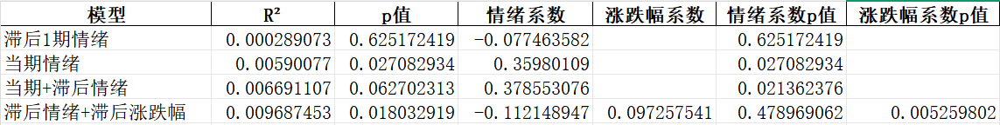 模型 R² p值 情绪系数 涨跌幅系数 情绪系数p值 涨跌幅系数p值
滞后1期情绪 0.000289073 0.625172419 -0.077463582 0.625172419
当期情绪 0.00590077 0.027082934 0.35980109 0.027082934
当期+滞后情绪 0.006691107 0.062702313 0.378553076 0.021362376
滞后情绪+滞后涨跌幅 0.009687453 0.018032919 -0.112148947 0.097257541 0.478969062 0.005259802